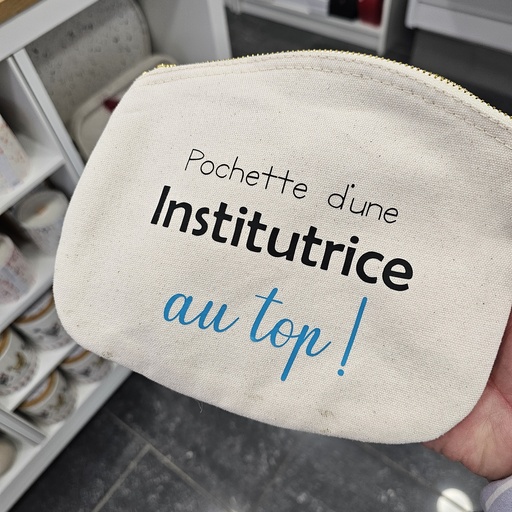 Pochette d'une
Institutrice
au top !